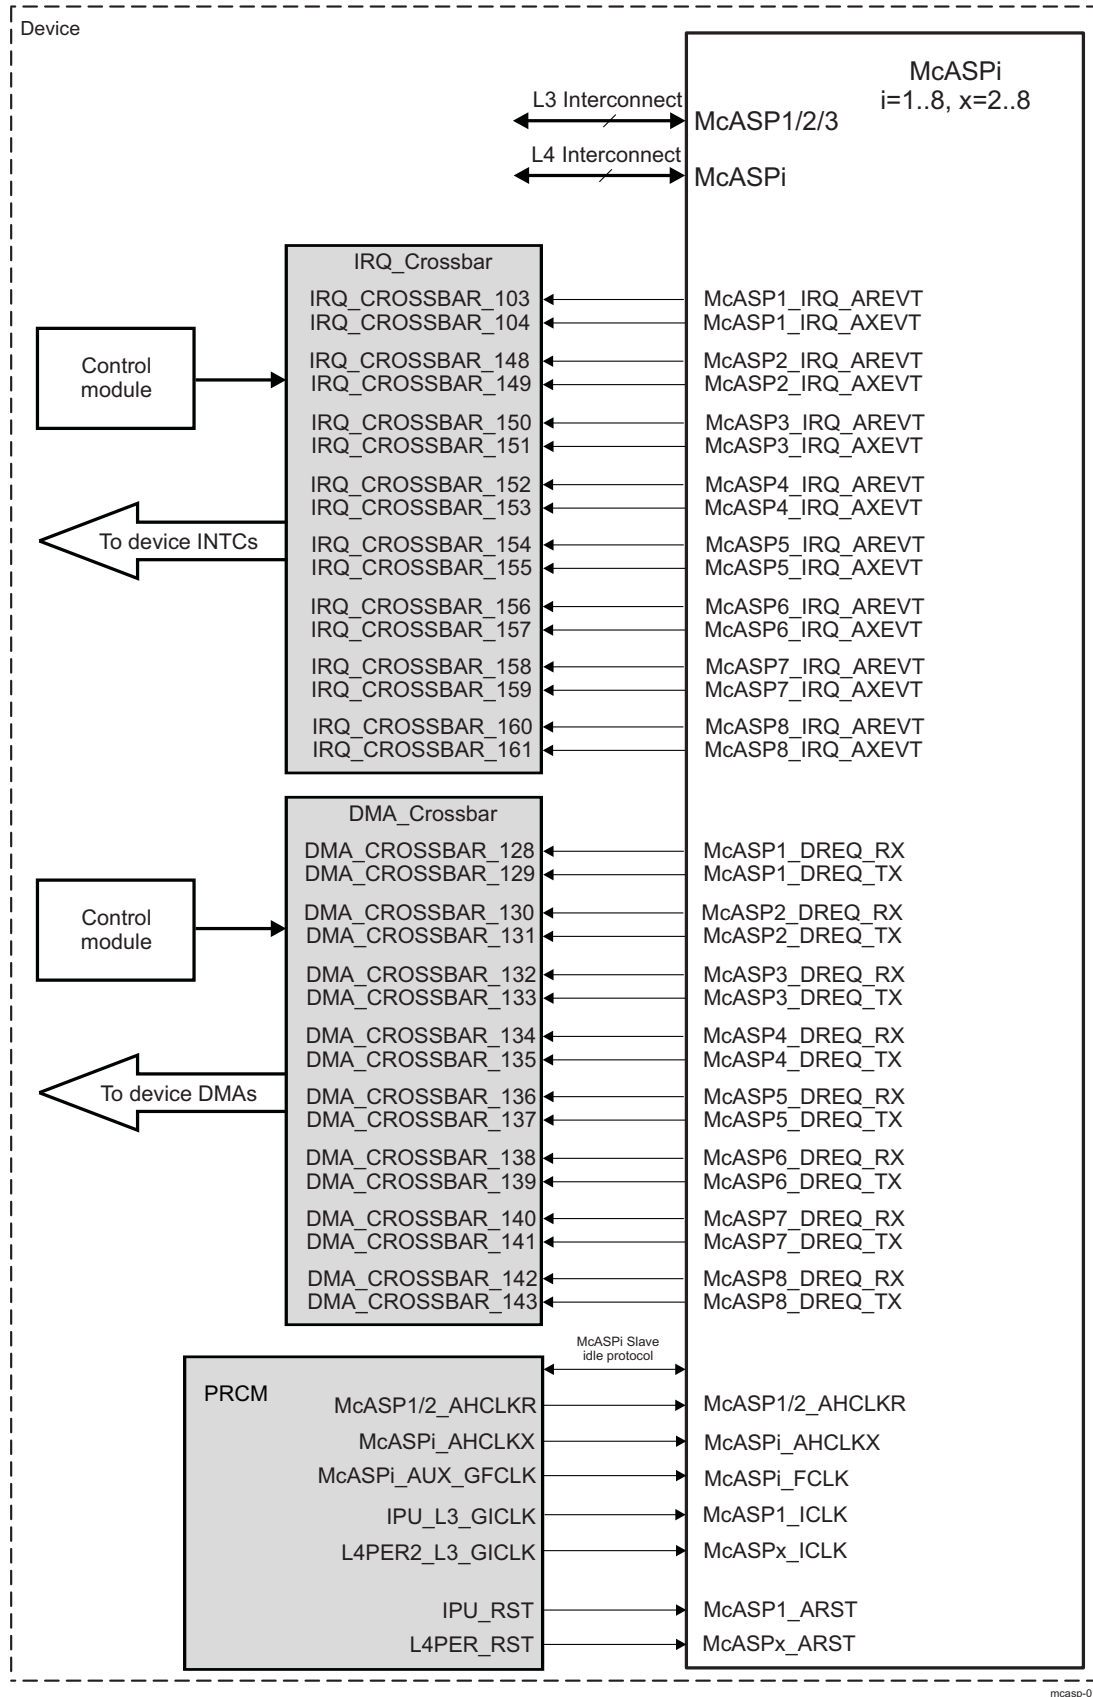 Device
McASPi
i=1..8, x=2..8
L3 Interconnect
McASP1/2/3
L4 Interconnect
McASPi
IRQ_Crossbar
IRQ_CROSSBAR_103 McASP1_IRQ_AREVT
IRQ_CROSSBAR_104 McASP1_IRQ_AXEVT
IRQ_CROSSBAR_148 McASP2_IRQ_AREVT
IRQ_CROSSBAR_149 McASP2_IRQ_AXEVT
Control
module
IRQ_CROSSBAR_150 McASP3_IRQ_AREVT
IRQ_CROSSBAR_151 McASP3_IRQ_AXEVT
IRQ_CROSSBAR_152 McASP4_IRQ_AREVT
IRQ_CROSSBAR_153 McASP4_IRQ_AXEVT
To device INTCs
IRQ_CROSSBAR_154 McASP5_IRQ_AREVT
IRQ_CROSSBAR_155 McASP5_IRQ_AXEVT
IRQ_CROSSBAR_156 McASP6_IRQ_AREVT
IRQ_CROSSBAR_157 McASP6_IRQ_AXEVT
IRQ_CROSSBAR_158 McASP7_IRQ_AREVT
IRQ_CROSSBAR_159 McASP7_IRQ_AXEVT
IRQ_CROSSBAR_160 McASP8_IRQ_AREVT
IRQ_CROSSBAR_161 McASP8_IRQ_AXEVT
DMA_Crossbar
DMA_CROSSBAR_128 McASP1_DREQ_RX
DMA_CROSSBAR_129 McASP1_DREQ_TX
Control
module
DMA_CROSSBAR_130 McASP2_DREQ_RX
DMA_CROSSBAR_131 McASP2_DREQ_TX
DMA_CROSSBAR_132 McASP3_DREQ_RX
DMA_CROSSBAR_133 McASP3_DREQ_TX
DMA_CROSSBAR_134 McASP4_DREQ_RX
DMA_CROSSBAR_135 McASP4_DREQ_TX
To device DMAs
DMA_CROSSBAR_136 McASP5_DREQ_RX
DMA_CROSSBAR_137 McASP5_DREQ_TX
DMA_CROSSBAR_138 McASP6_DREQ_RX
DMA_CROSSBAR_139 McASP6_DREQ_TX
DMA_CROSSBAR_140 McASP7_DREQ_RX
DMA_CROSSBAR_141 McASP7_DREQ_TX
DMA_CROSSBAR_142 McASP8_DREQ_RX
DMA_CROSSBAR_143 McASP8_DREQ_TX
McASPi Slave
idle protocol
PRCM
McASP1/2_AHCLKR McASP1/2_AHCLKR
McASPi_AHCLKX McASPi_AHCLKX
McASPi_AUX_GFCLK McASPi_FCLK
IPU_L3_GICLK McASP1_ICLK
L4PER2_L3_GICLK McASPx_ICLK
IPU_RST McASP1_ARST
L4PER_RST McASPx_ARST
mcasp-0